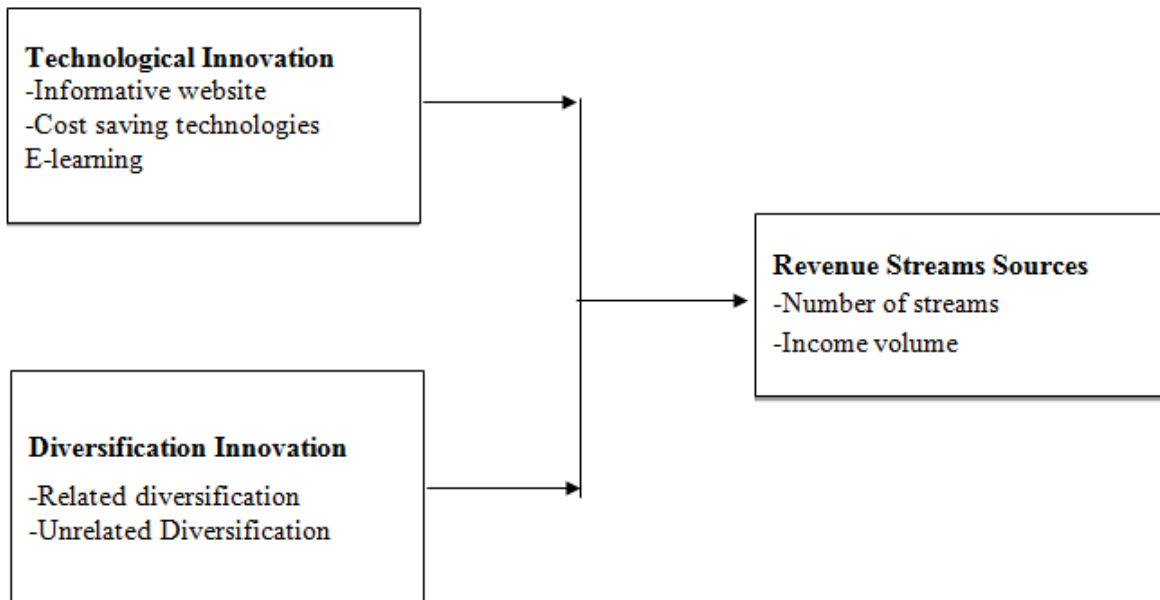 Technological Innovation
-Informative website
-Cost saving technologies
E-learning
Revenue Streams Sources
-Number of streams
-Income volume
Diversification Innovation
-Related diversification
-Unrelated Diversification